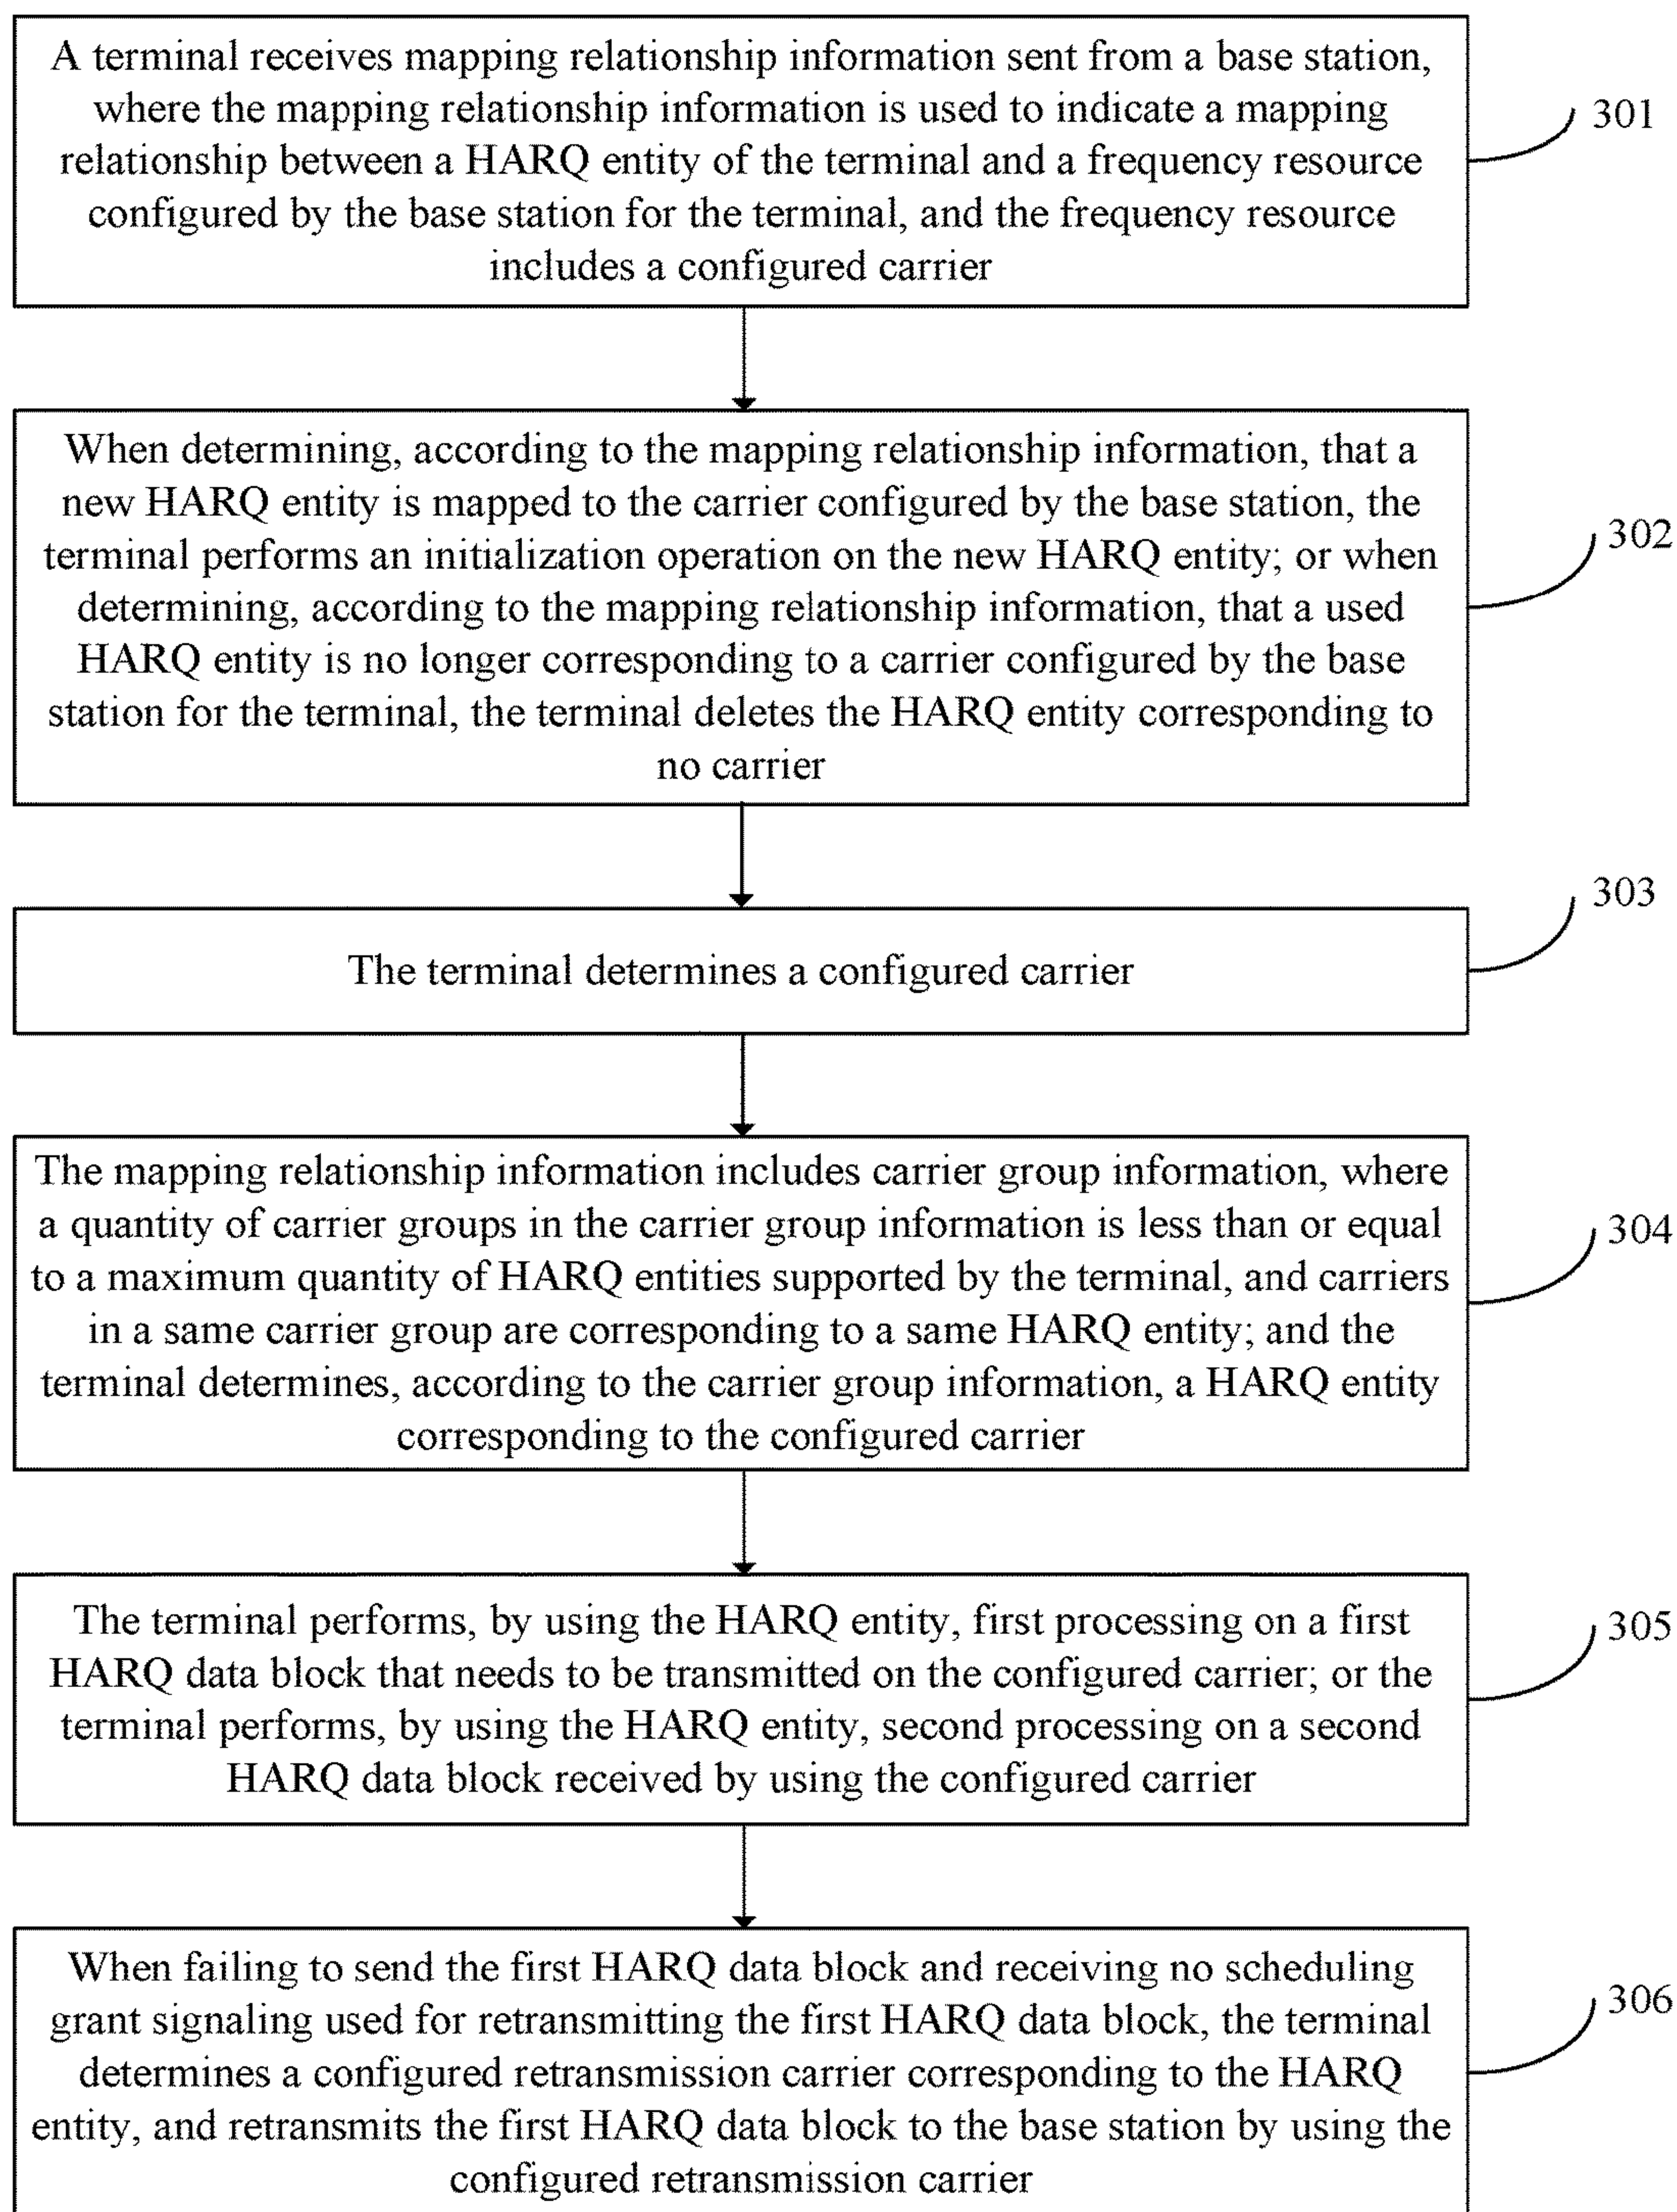 A terminal receives mapping relationship information sent from a base station,
where the mapping relationship information is used to indicate a mapping
relationship between a HARQ entity of the terminal and a frequency resource
configured by the base station for the terminal, and the frequency resource
includes a configured carrier
301
When determining, according to the mapping relationship information, that a
new HARQ entity is mapped to the carrier configured by the base station, the
terminal performs an initialization operation on the new HARQ entity; or when
determining, according to the mapping relationship information, that a used
HARQ entity is no longer corresponding to a carrier configured by the base
station for the terminal, the terminal deletes the HARQ entity corresponding to
no carrier
302
The terminal determines a configured carrier
303
The mapping relationship information includes carrier group information, where
a quantity of carrier groups in the carrier group information is less than or equal
to a maximum quantity of HARQ entities supported by the terminal, and carriers
in a same carrier group are corresponding to a same HARQ entity; and the
terminal determines, according to the carrier group information, a HARQ entity
corresponding to the configured carrier
304
The terminal performs, by using the HARQ entity, first processing on a first
HARQ data block that needs to be transmitted on the configured carrier; or the
terminal performs, by using the HARQ entity, second processing on a second
HARQ data block received by using the configured carrier
305
When failing to send the first HARQ data block and receiving no scheduling
grant signaling used for retransmitting the first HARQ data block, the terminal
determines a configured retransmission carrier corresponding to the HARQ
entity, and retransmits the first HARQ data block to the base station by using the
configured retransmission carrier
306